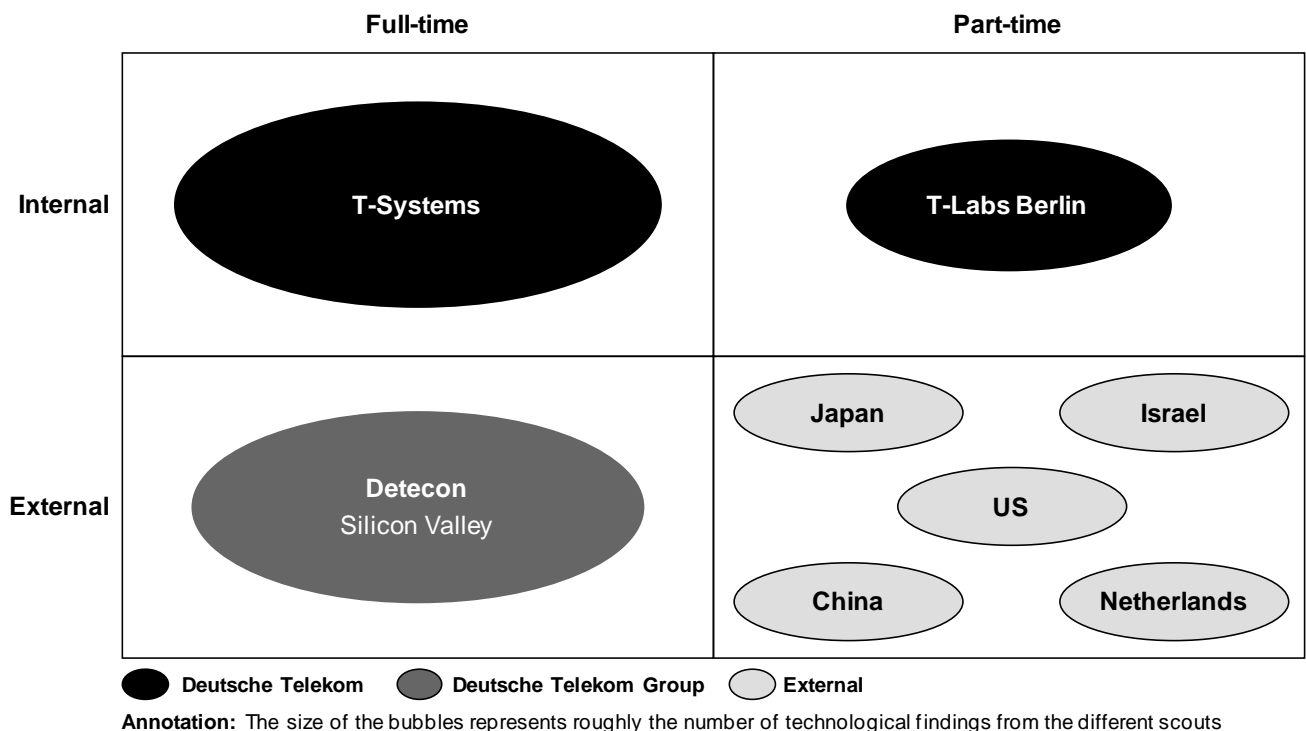 Full-time
Part-time
Internal
T-Systems
T-Labs Berlin
External
Detecon
Silicon Valley
Japan
Israel
US
China
Netherlands
Deutsche Telekom
Deutsche Telekom Group
External
Annotation: The size of the bubbles represents roughly the number of technological findings from the different scouts